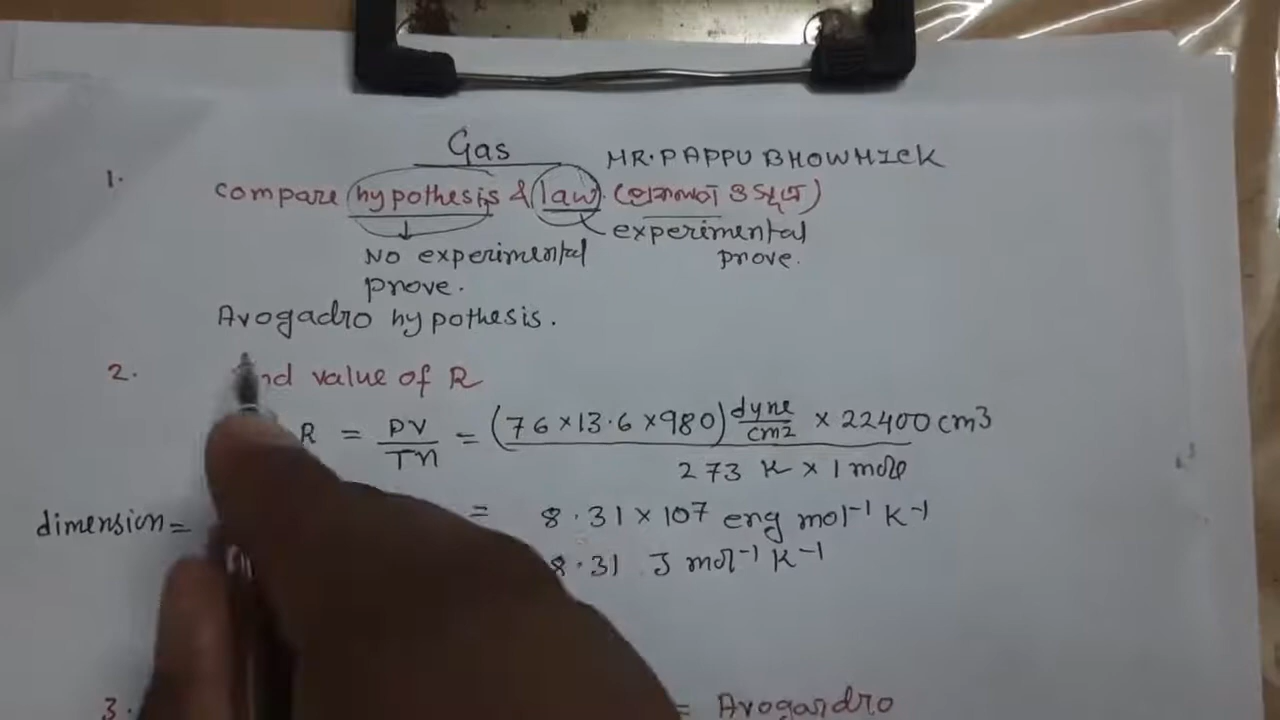 Gas
MR. PAPPU BHOWMICK
1. compare hypothesis & law. (প্রকল্প ও সূত্র)
experimental prove.
NO experimental prove.
Avogadro hypothesis.
2. nd value of R
R = PV/Tn = (76×13.6×980) dyne/cm2 × 22400 cm3
273 K × 1 mole
dimension =
= 8.31×107 eng mol-1 K-1
8.31 J mol-1 K-1
3. = Avogardro